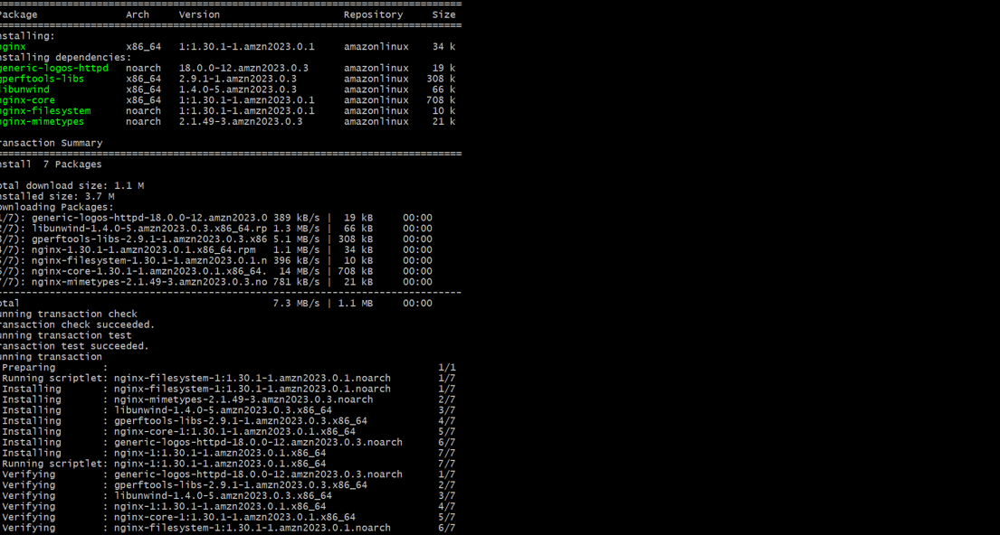 ================================================================================
Package Arch Version Repository Size
================================================================================
nstalling:
nginx x86_64 1:1.30.1-1.amzn2023.0.1 amazonlinux 34 k
nstalling dependencies:
generic-logos-httpd noarch 18.0.0-12.amzn2023.0.3 amazonlinux 19 k
gperftools-libs x86_64 2.9.1-1.amzn2023.0.3 amazonlinux 308 k
libunwind x86_64 1.4.0-5.amzn2023.0.3 amazonlinux 66 k
nginx-core x86_64 1:1.30.1-1.amzn2023.0.1 amazonlinux 708 k
nginx-filesystem noarch 1:1.30.1-1.amzn2023.0.1 amazonlinux 10 k
nginx-mimetypes noarch 2.1.49-3.amzn2023.0.3 amazonlinux 21 k
ransaction Summary
================================================================================
nstall 7 Packages
otal download size: 1.1 M
nstalled size: 3.7 M
ownloading Packages:
1/7): generic-logos-httpd-18.0.0-12.amzn2023.0 389 kB/s | 19 kB 00:00
2/7): libunwind-1.4.0-5.amzn2023.0.3.x86_64.rp 1.3 MB/s | 66 kB 00:00
3/7): gperftools-libs-2.9.1-1.amzn2023.0.3.x86 5.1 MB/s | 308 kB 00:00
4/7): nginx-1.30.1-1.amzn2023.0.1.x86_64.rpm 1.1 MB/s | 34 kB 00:00
5/7): nginx-filesystem-1.30.1-1.amzn2023.0.1.n 396 kB/s | 10 kB 00:00
6/7): nginx-core-1.30.1-1.amzn2023.0.1.x86_64. 14 MB/s | 708 kB 00:00
7/7): nginx-mimetypes-2.1.49-3.amzn2023.0.3.no 781 kB/s | 21 kB 00:00
--------------------------------------------------------------------------------
otal 7.3 MB/s | 1.1 MB 00:00
unning transaction check
ransaction check succeeded.
unning transaction test
ransaction test succeeded.
unning transaction
Preparing : 1/1
Running scriptlet: nginx-filesystem-1:1.30.1-1.amzn2023.0.1.noarch 1/7
Installing : nginx-filesystem-1:1.30.1-1.amzn2023.0.1.noarch 1/7
Installing : nginx-mimetypes-2.1.49-3.amzn2023.0.3.noarch 2/7
Installing : libunwind-1.4.0-5.amzn2023.0.3.x86_64 3/7
Installing : gperftools-libs-2.9.1-1.amzn2023.0.3.x86_64 4/7
Installing : nginx-core-1:1.30.1-1.amzn2023.0.1.x86_64 5/7
Installing : generic-logos-httpd-18.0.0-12.amzn2023.0.3.noarch 6/7
Installing : nginx-1:1.30.1-1.amzn2023.0.1.x86_64 7/7
Running scriptlet: nginx-1:1.30.1-1.amzn2023.0.1.x86_64 7/7
Verifying : generic-logos-httpd-18.0.0-12.amzn2023.0.3.noarch 1/7
Verifying : gperftools-libs-2.9.1-1.amzn2023.0.3.x86_64 2/7
Verifying : libunwind-1.4.0-5.amzn2023.0.3.x86_64 3/7
Verifying : nginx-1:1.30.1-1.amzn2023.0.1.x86_64 4/7
Verifying : nginx-core-1:1.30.1-1.amzn2023.0.1.x86_64 5/7
Verifying : nginx-filesystem-1:1.30.1-1.amzn2023.0.1.noarch 6/7